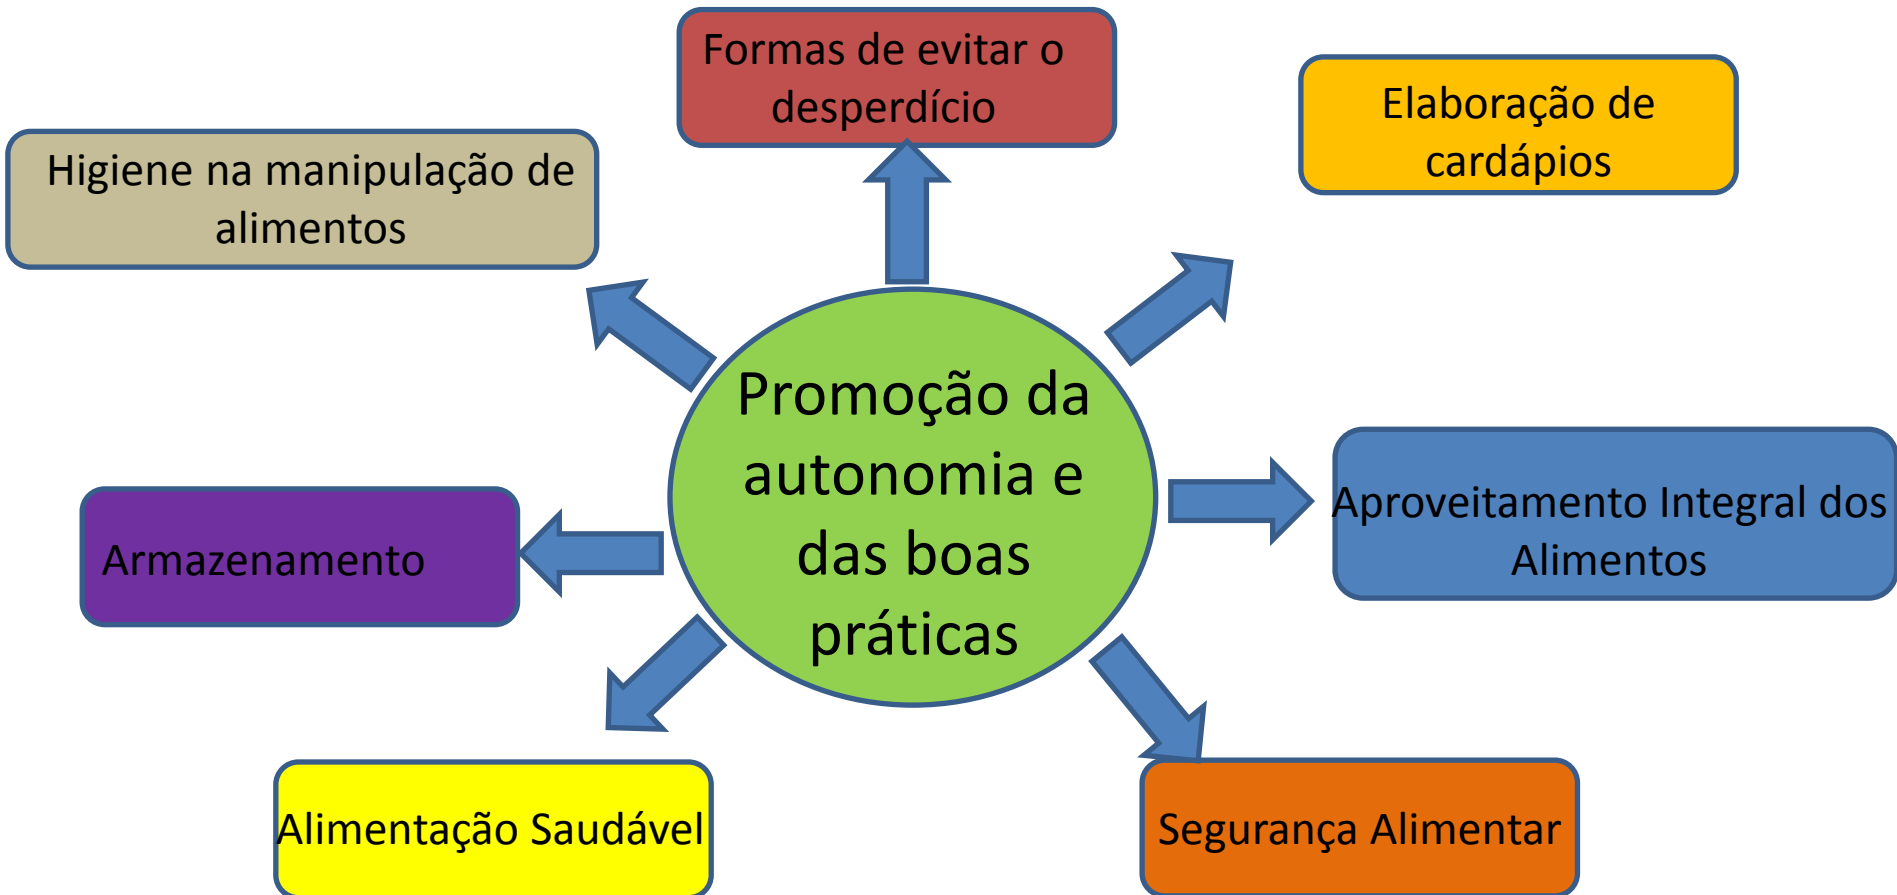 Formas de evitar o
desperdício
Elaboração de
cardápios
Higiene na manipulação de
alimentos
Promoção da
autonomia e
das boas
práticas
Aproveitamento Integral dos
Alimentos
Armazenamento
Alimentação Saudável
Segurança Alimentar